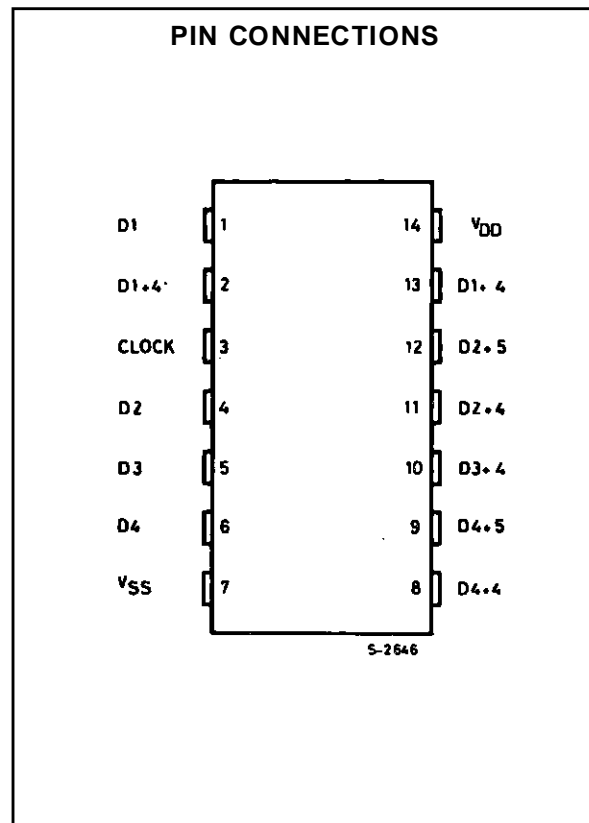 PIN CONNECTIONS
D1 1 14 VDD
D1+4' 2 13 D1+4
CLOCK 3 12 D2+5
D2 4 11 D2+4
D3 5 10 D3+4
D4 6 9 D4+5
VSS 7 8 D4+4
S-2646